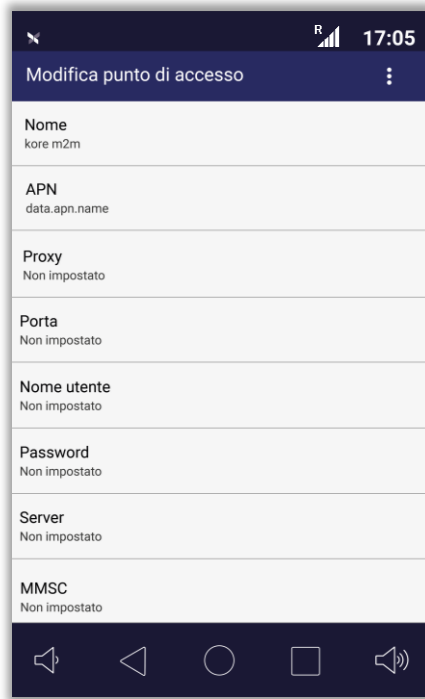 R
17:05
Modifica punto di accesso
Nome
kore m2m
APN
data.apn.name
Proxy
Non impostato
Porta
Non impostato
Nome utente
Non impostato
Password
Non impostato
Server
Non impostato
MMSC
Non impostato